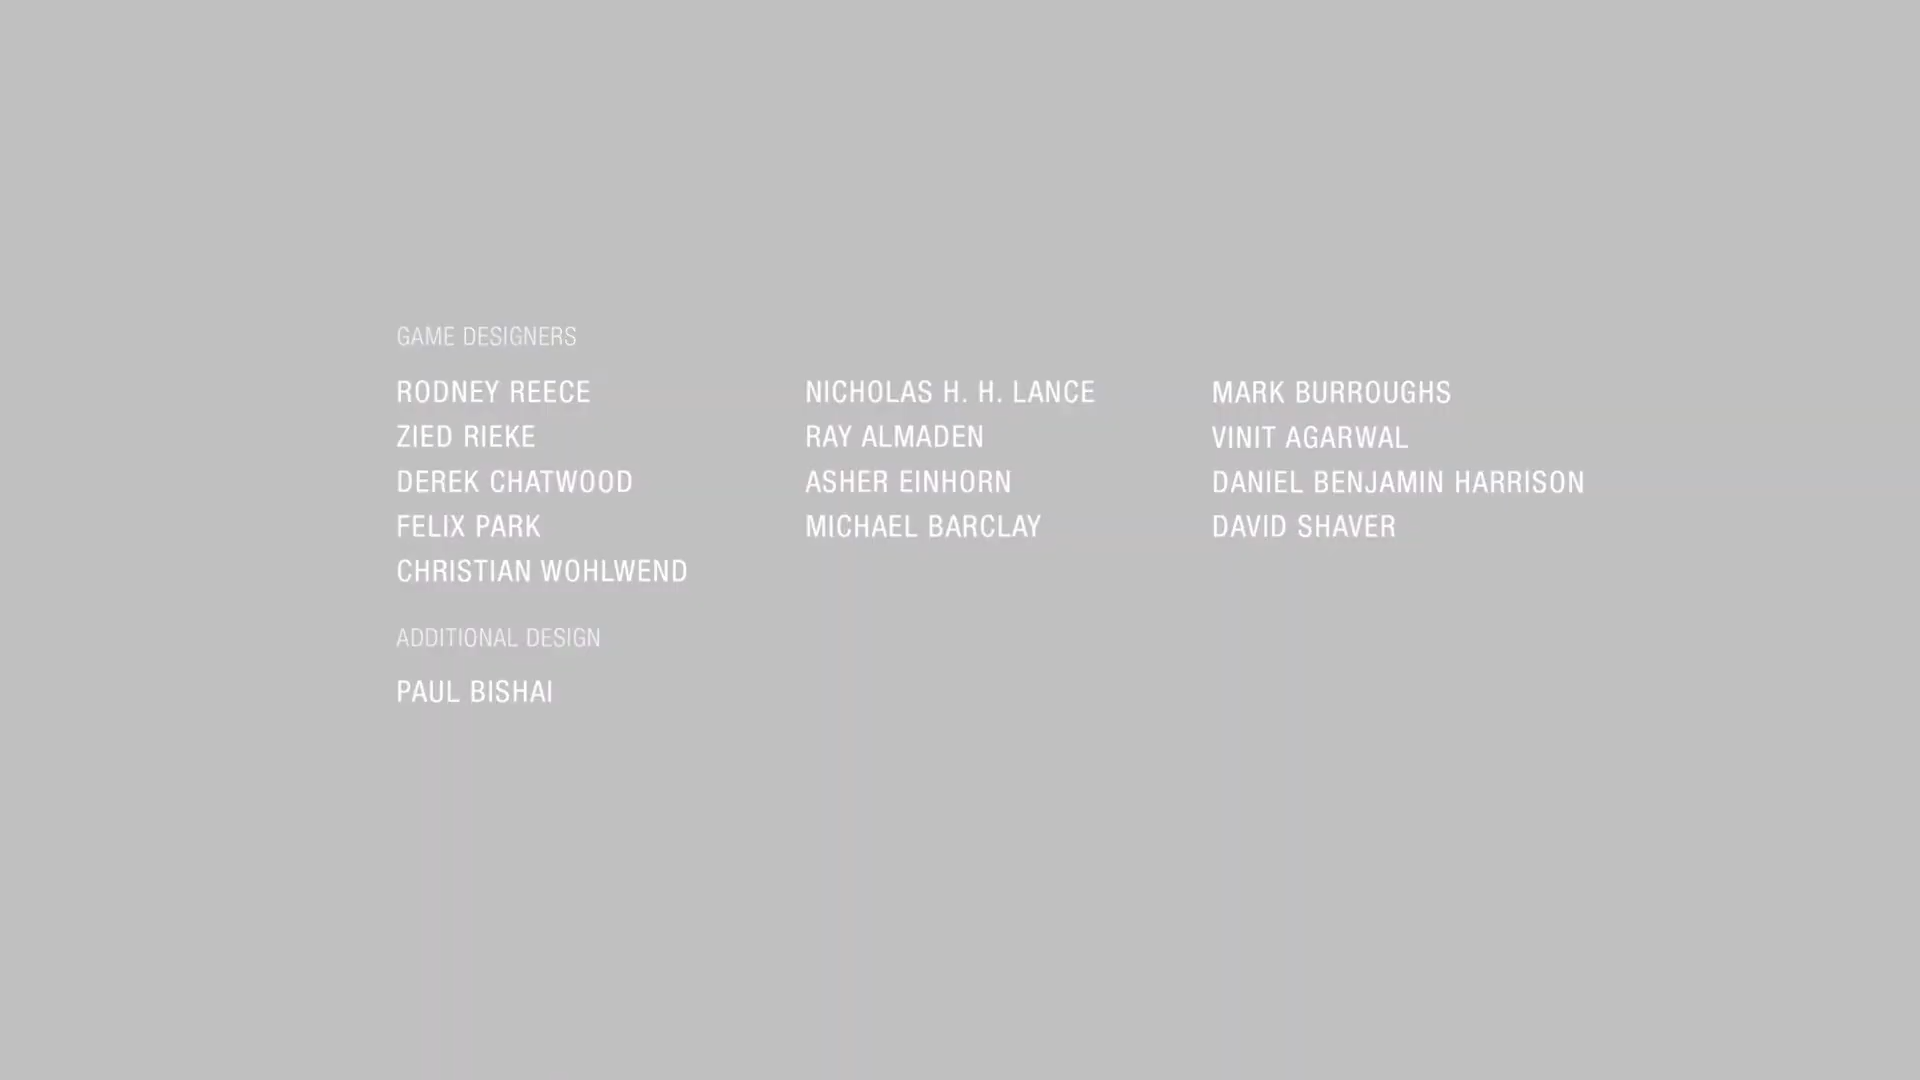 GAME DESIGNERS
RODNEY REECE
ZIED RIEKE
DEREK CHATWOOD
FELIX PARK
CHRISTIAN WOHLWEND
NICHOLAS H. H. LANCE
RAY ALMADEN
ASHER EINHORN
MICHAEL BARCLAY
MARK BURROUGHS
VINIT AGARWAL
DANIEL BENJAMIN HARRISON
DAVID SHAVER
ADDITIONAL DESIGN
PAUL BISHAI